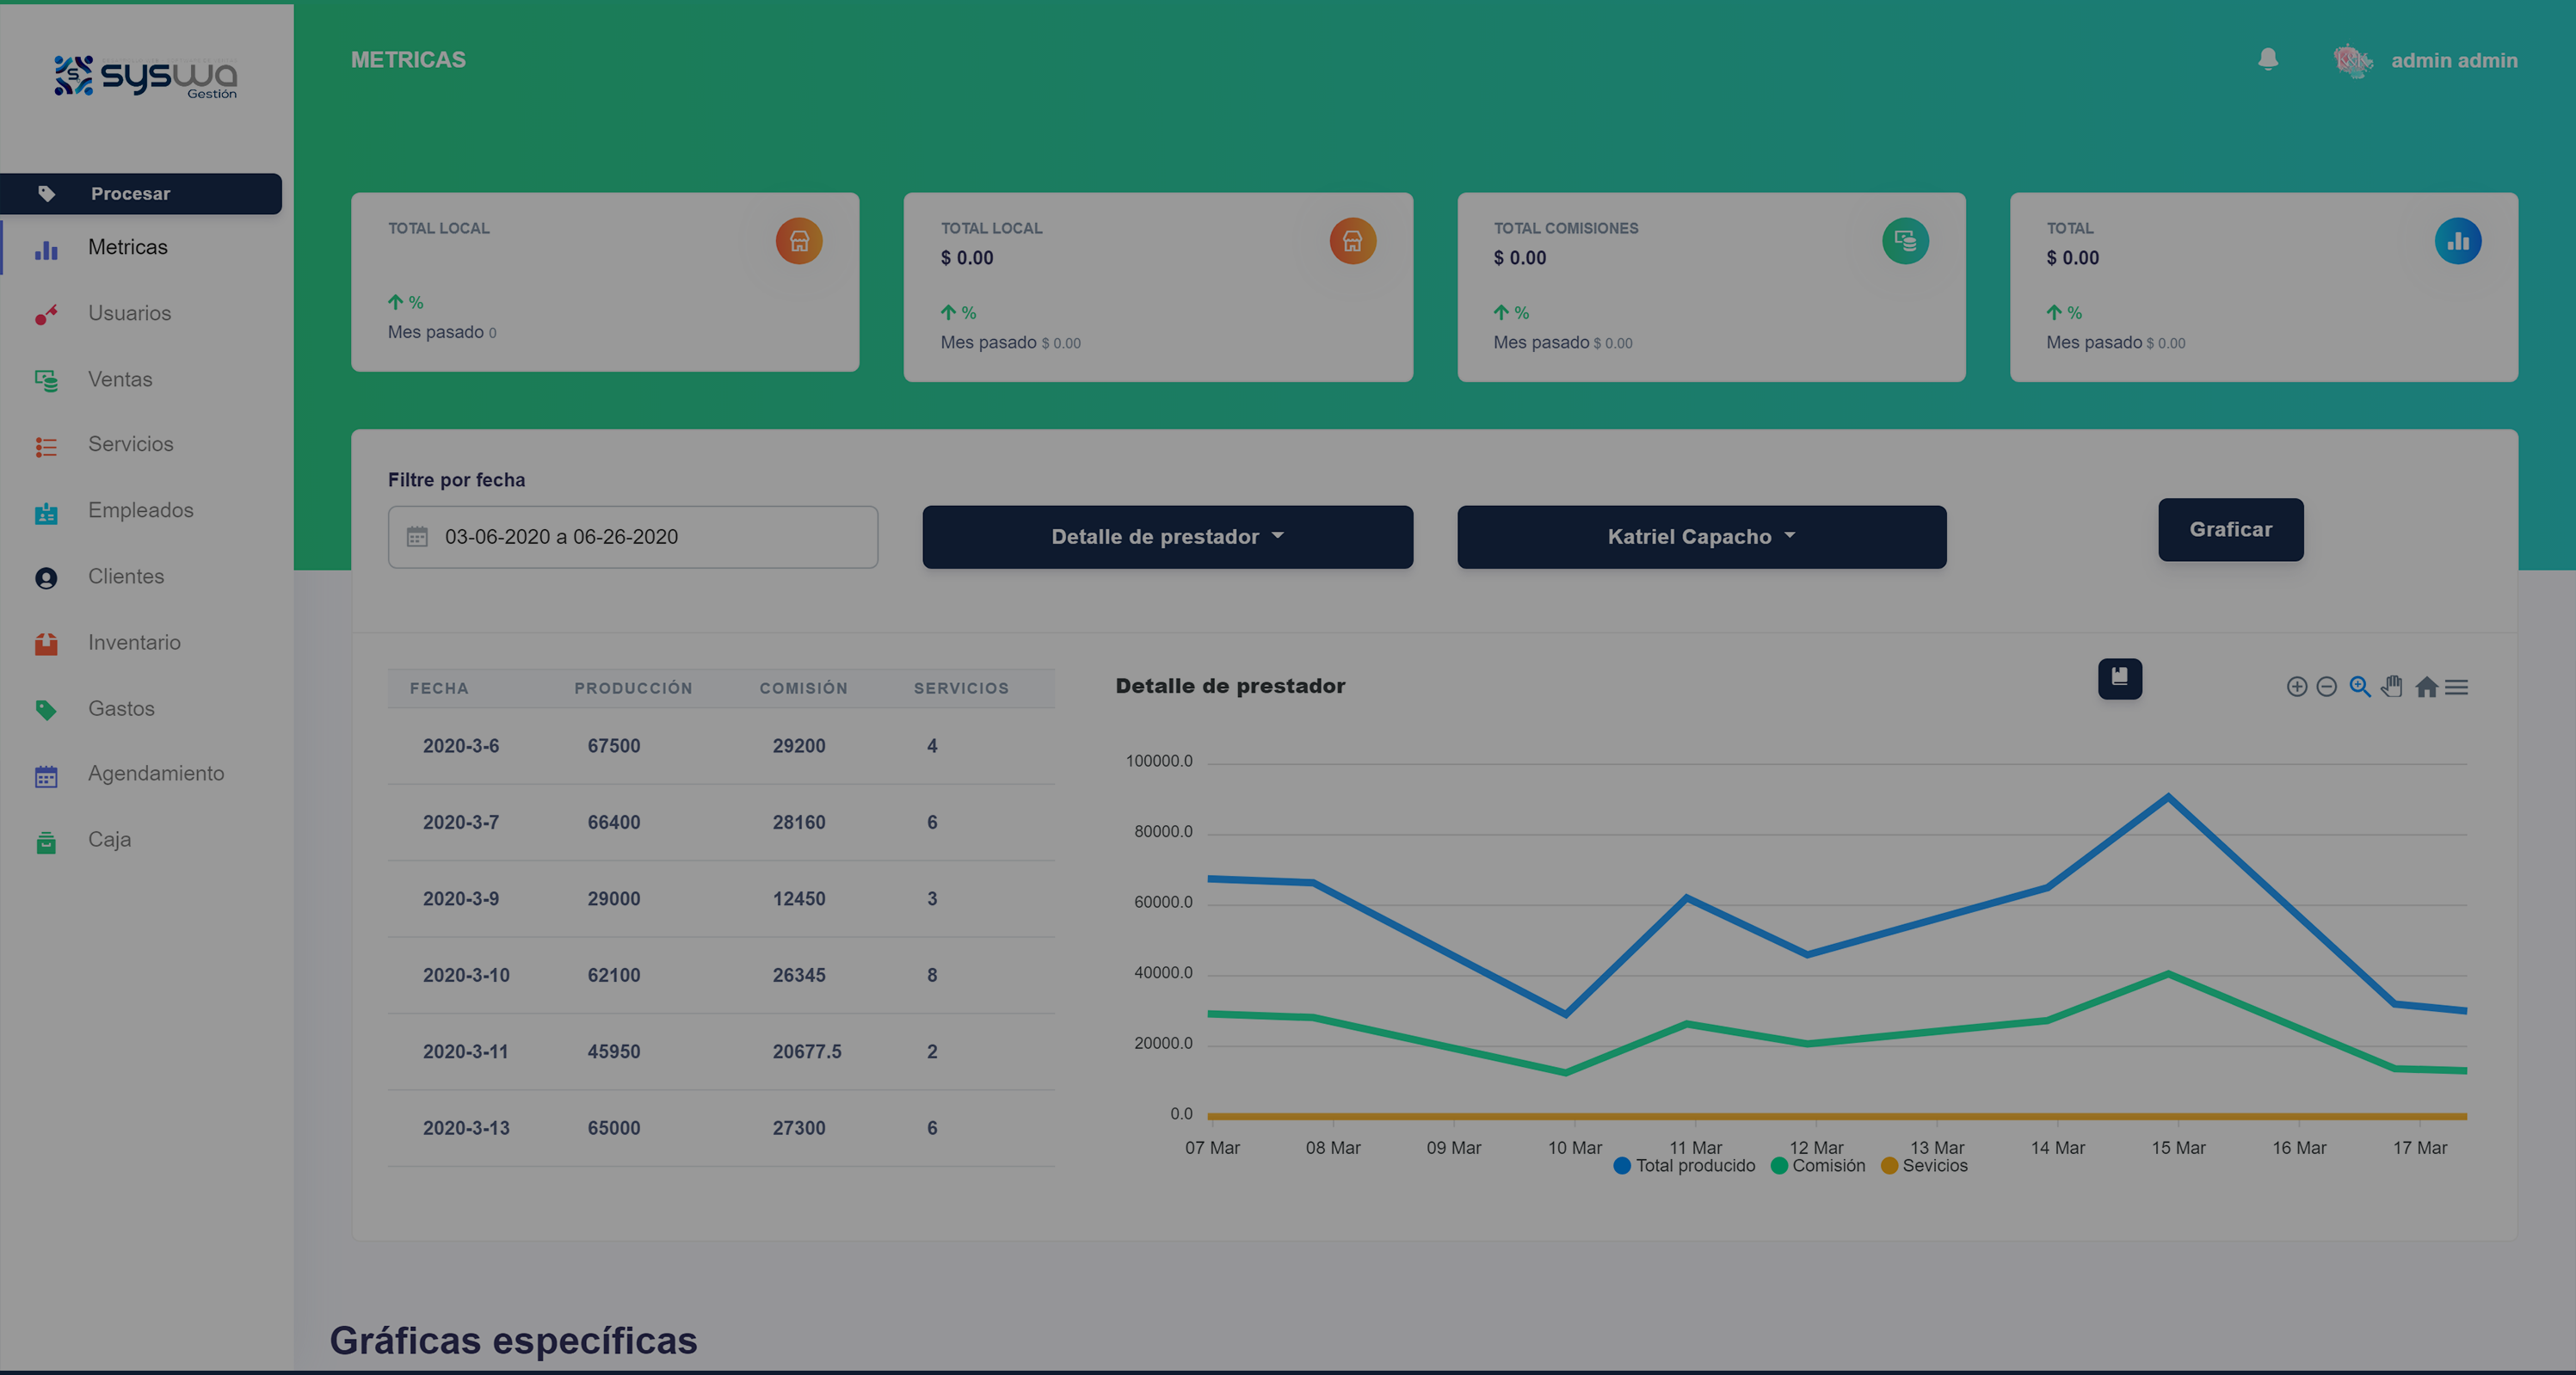 syswa
Gestión
METRICAS
admin admin
Procesar
Metricas
Usuarios
Ventas
Servicios
Empleados
Clientes
Inventario
Gastos
Agendamiento
Caja
TOTAL LOCAL
%
Mes pasado 0
TOTAL LOCAL
$ 0.00
%
Mes pasado $ 0.00
TOTAL COMISIONES
$ 0.00
%
Mes pasado $ 0.00
TOTAL
$ 0.00
%
Mes pasado $ 0.00
Filtre por fecha
03-06-2020 a 06-26-2020
Detalle de prestador
Katriel Capacho
Graficar
FECHA PRODUCCIÓN COMISIÓN SERVICIOS
2020-3-6 67500 29200 4
2020-3-7 66400 28160 6
2020-3-9 29000 12450 3
2020-3-10 62100 26345 8
2020-3-11 45950 20677.5 2
2020-3-13 65000 27300 6
Detalle de prestador
100000.0
80000.0
60000.0
40000.0
20000.0
0.0
07 Mar 08 Mar 09 Mar 10 Mar 11 Mar 12 Mar 13 Mar 14 Mar 15 Mar 16 Mar 17 Mar
Total producido Comisión Sevicios
Gráficas específicas